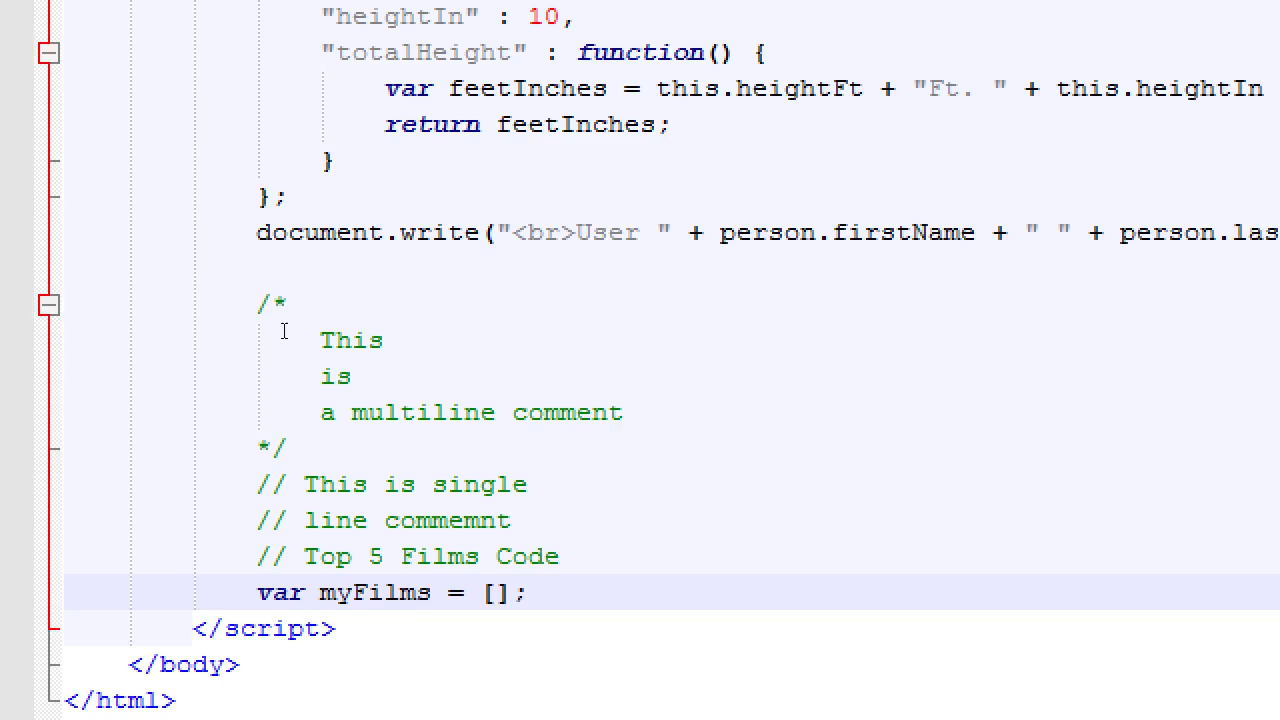 "heightIn" : 10,
"totalHeight" : function() {
var feetInches = this.heightFt + "Ft. " + this.heightIn
return feetInches;
}
};
document.write("<br>User " + person.firstName + " " + person.las
/*
This
is
a multiline comment
*/
// This is single
// line commemnt
// Top 5 Films Code
var myFilms = [];
</script>
</body>
</html>